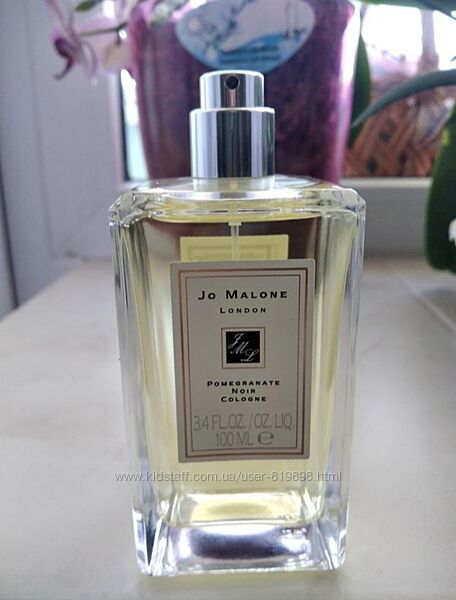 JO MALONE
LONDON
JML
POMEGRANATE
NOIR
COLOGNE
3.4 FL.OZ. / OZ. LIQ.
100 ML ℮
www.kidstaff.com.ua/user-819898.html